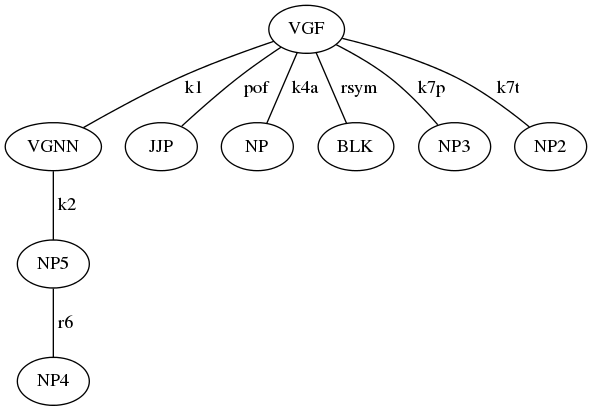 VGF
k1 pof k4a rsym k7p k7t
VGNN JJP NP BLK NP3 NP2
k2
NP5
r6
NP4